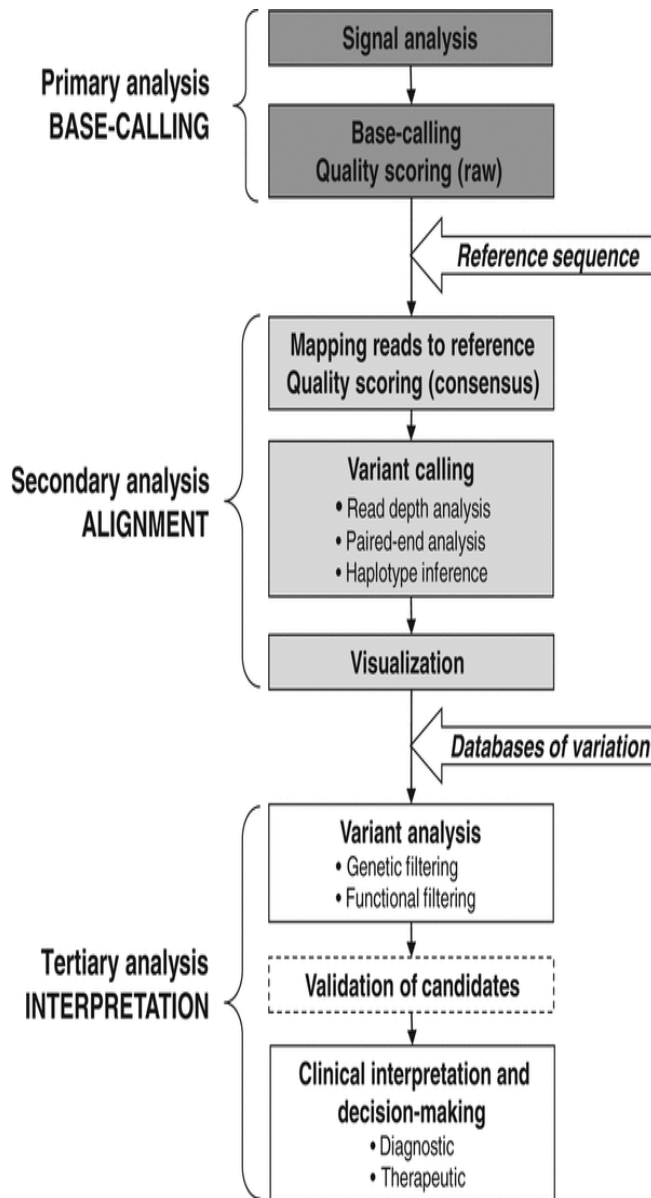 Signal analysis
Primary analysis
BASE-CALLING
Base-calling
Quality scoring (raw)
Reference sequence
Mapping reads to reference
Quality scoring (consensus)
Secondary analysis
ALIGNMENT
Variant calling
• Read depth analysis
• Paired-end analysis
• Haplotype inference
Visualization
Databases of variation
Variant analysis
• Genetic filtering
• Functional filtering
Tertiary analysis
INTERPRETATION
Validation of candidates
Clinical interpretation and
decision-making
• Diagnostic
• Therapeutic